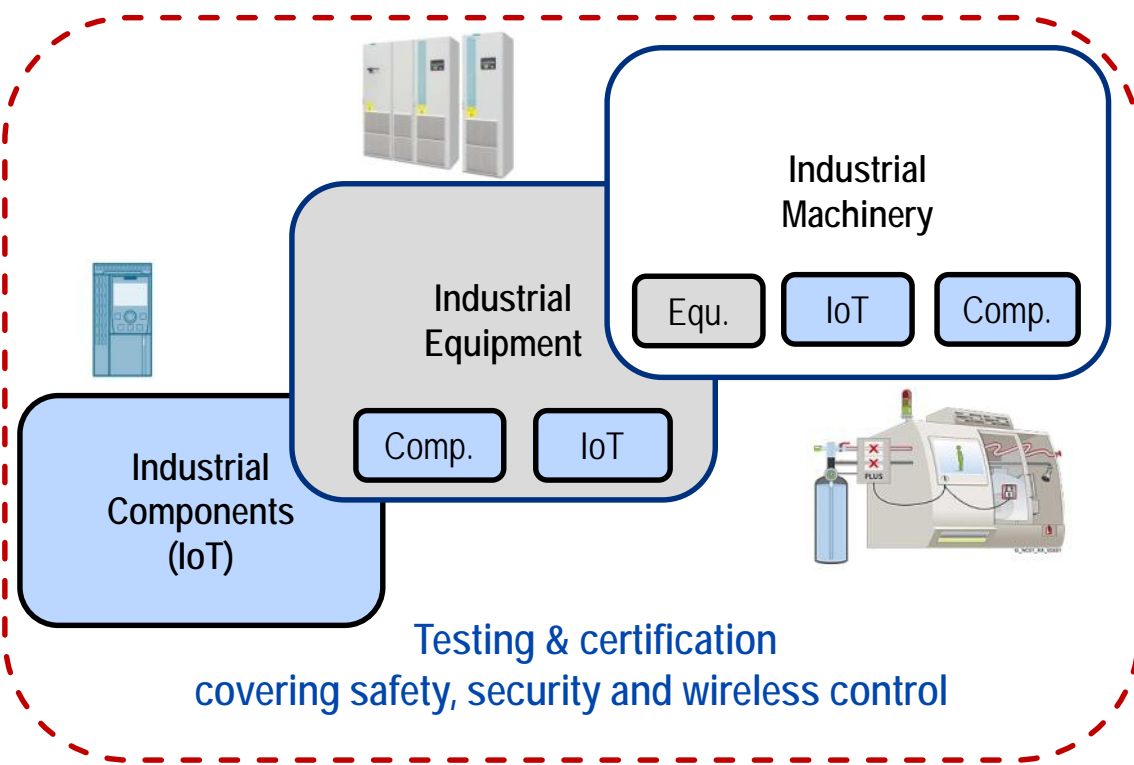 Industrial
Machinery
Equ.
IoT
Comp.
Industrial
Equipment
Comp.
IoT
Industrial
Components
(IoT)
PLUS
Testing & certification
covering safety, security and wireless control